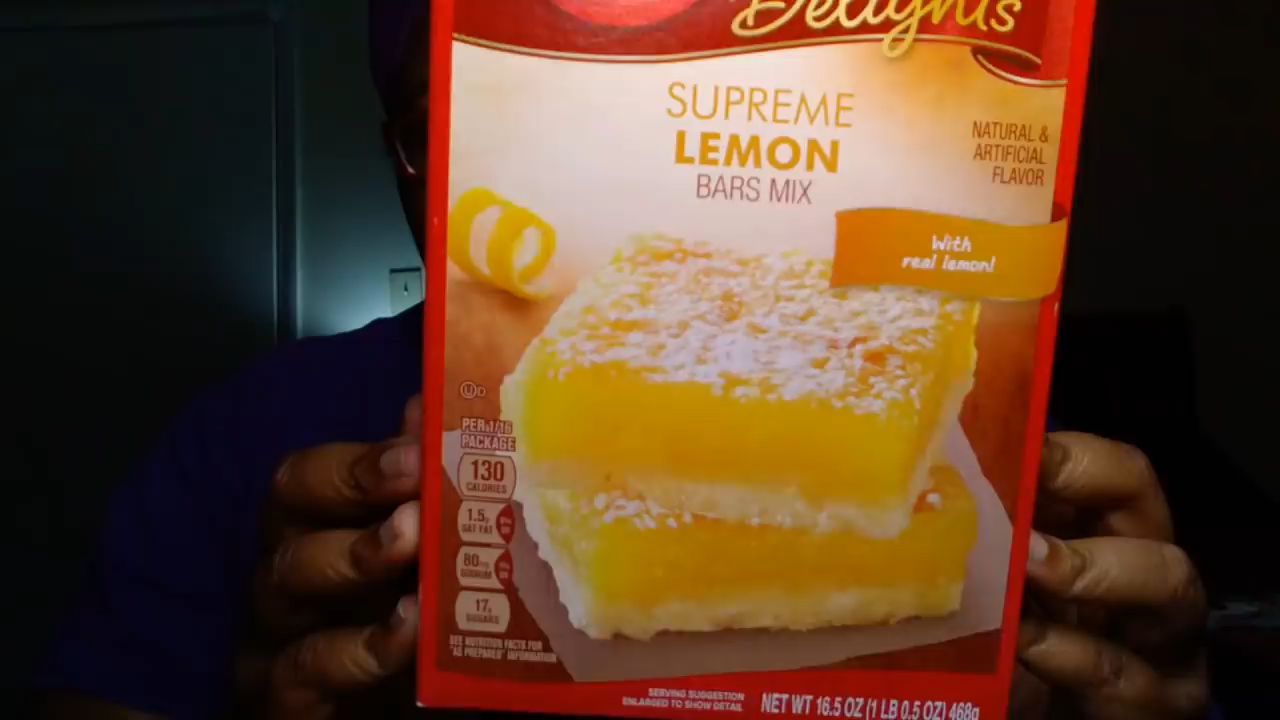 Delights
SUPREME
LEMON
BARS MIX
NATURAL &
ARTIFICIAL
FLAVOR
With
real lemon!
U D
PER 1/16
PACKAGE
130
CALORIES
1.5g
SAT FAT
80mg
SODIUM
17g
SUGARS
SEE NUTRITION FACTS FOR
"AS PREPARED" INFORMATION
SERVING SUGGESTION
ENLARGED TO SHOW DETAIL
NET WT 16.5 OZ (1 LB 0.5 OZ) 468g